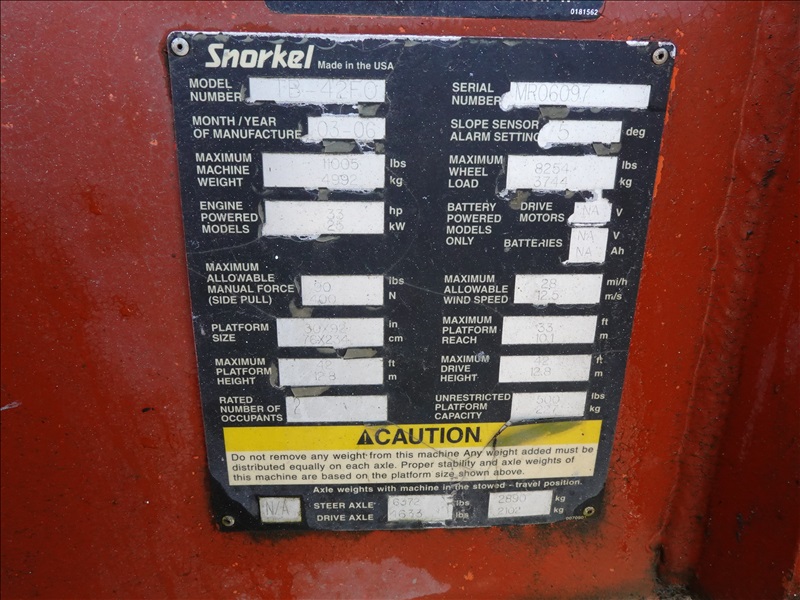 0181562
Snorkel Made in the USA
MODEL NUMBER TB-42F0 SERIAL NUMBER MR06097
MONTH / YEAR OF MANUFACTURE 03-06 SLOPE SENSOR ALARM SETTING 5 deg
MAXIMUM MACHINE WEIGHT 11005 lbs 4992 kg MAXIMUM WHEEL LOAD 8254 lbs 3744 kg
ENGINE POWERED MODELS 33 hp 25 kW BATTERY POWERED MODELS ONLY DRIVE MOTORS NA V
BATTERIES NA V NA Ah
MAXIMUM ALLOWABLE MANUAL FORCE (SIDE PULL) lbs N MAXIMUM ALLOWABLE WIND SPEED 28 mi/h 12.5 m/s
PLATFORM SIZE 30X92 in 76X234 cm MAXIMUM PLATFORM REACH 33 ft 10.1 m
MAXIMUM PLATFORM HEIGHT ft 12.8 m MAXIMUM DRIVE HEIGHT 42 ft 12.8 m
RATED NUMBER OF OCCUPANTS UNRESTRICTED PLATFORM CAPACITY 500 lbs kg
CAUTION
Do not remove any weight from this machine Any weight added must be
distributed equally on each axle. Proper stability and axle weights of
this machine are based on the platform size shown above.
Axle weights with machine in the stowed - travel position.
N/A STEER AXLE 6372 lbs 2890 kg
DRIVE AXLE 4633 lbs 2102 kg